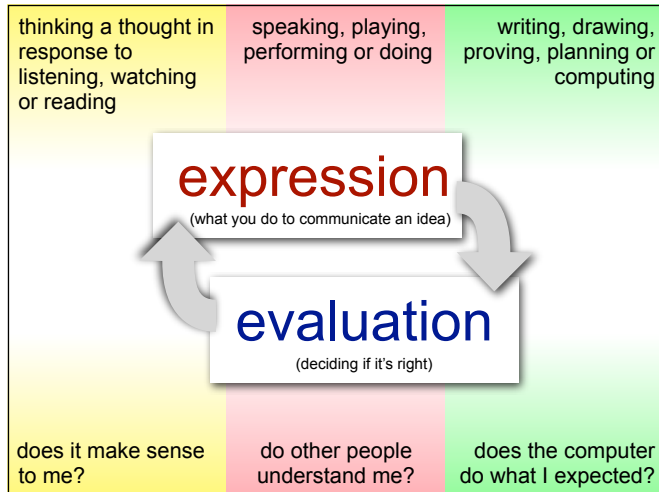 thinking a thought in
response to
listening, watching
or reading
speaking, playing,
performing or doing
writing, drawing,
proving, planning or
computing
expression
(what you do to communicate an idea)
evaluation
(deciding if it's right)
does it make sense
to me?
do other people
understand me?
does the computer
do what I expected?